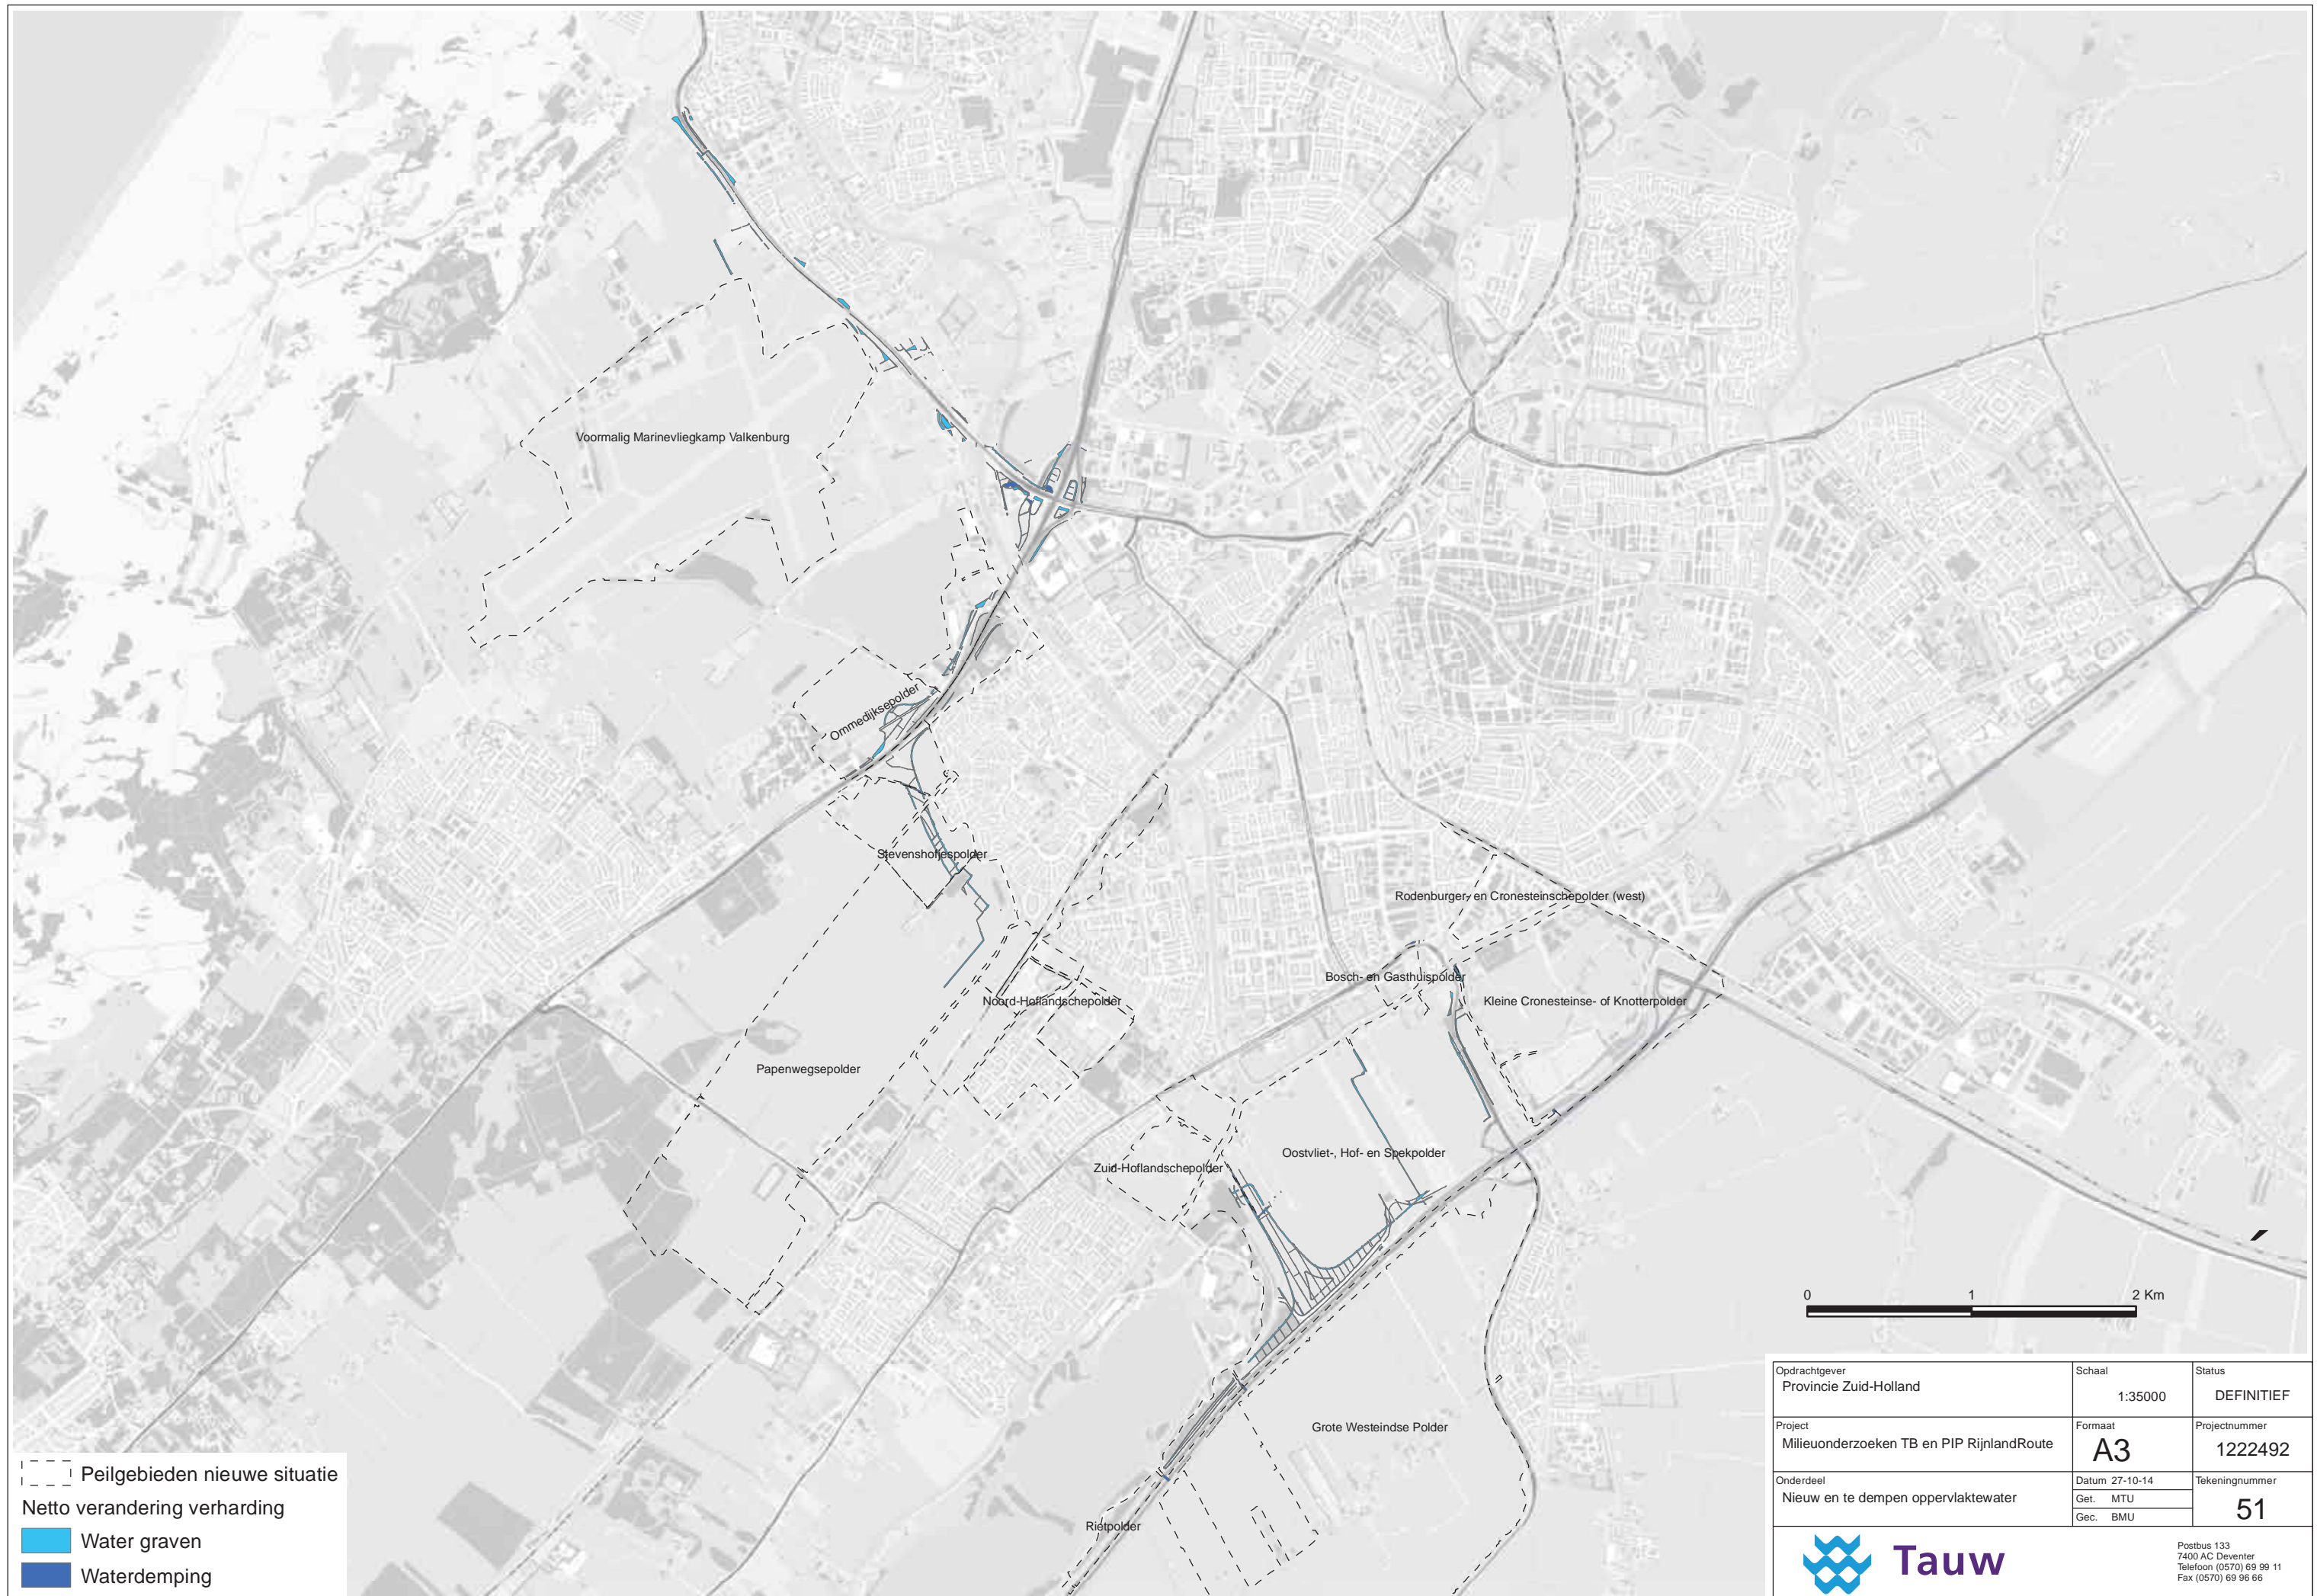 Voormalig Marinevliegkamp Valkenburg
Ommedijksepolder
Stevenshofjespolder
Rodenburger- en Cronesteinschepolder (west)
Bosch- en Gasthuispolder
Kleine Cronesteinse- of Knotterpolder
Noord-Hoflandschepolder
Papenwegsepolder
Oostvliet-, Hof- en Spekpolder
Zuid-Hoflandschepolder
Grote Westeindse Polder
Rietpolder
0 1 2 Km
Peilgebieden nieuwe situatie
Netto verandering verharding
Water graven
Waterdemping
Opdrachtgever
Provincie Zuid-Holland
Schaal
1:35000
Status
DEFINITIEF
Project
Milieuonderzoeken TB en PIP RijnlandRoute
Formaat
A3
Projectnummer
1222492
Onderdeel
Nieuw en te dempen oppervlaktewater
Datum 27-10-14
Get. MTU
Gec. BMU
Tekeningnummer
51
Tauw
Postbus 133
7400 AC Deventer
Telefoon (0570) 69 99 11
Fax (0570) 69 96 66